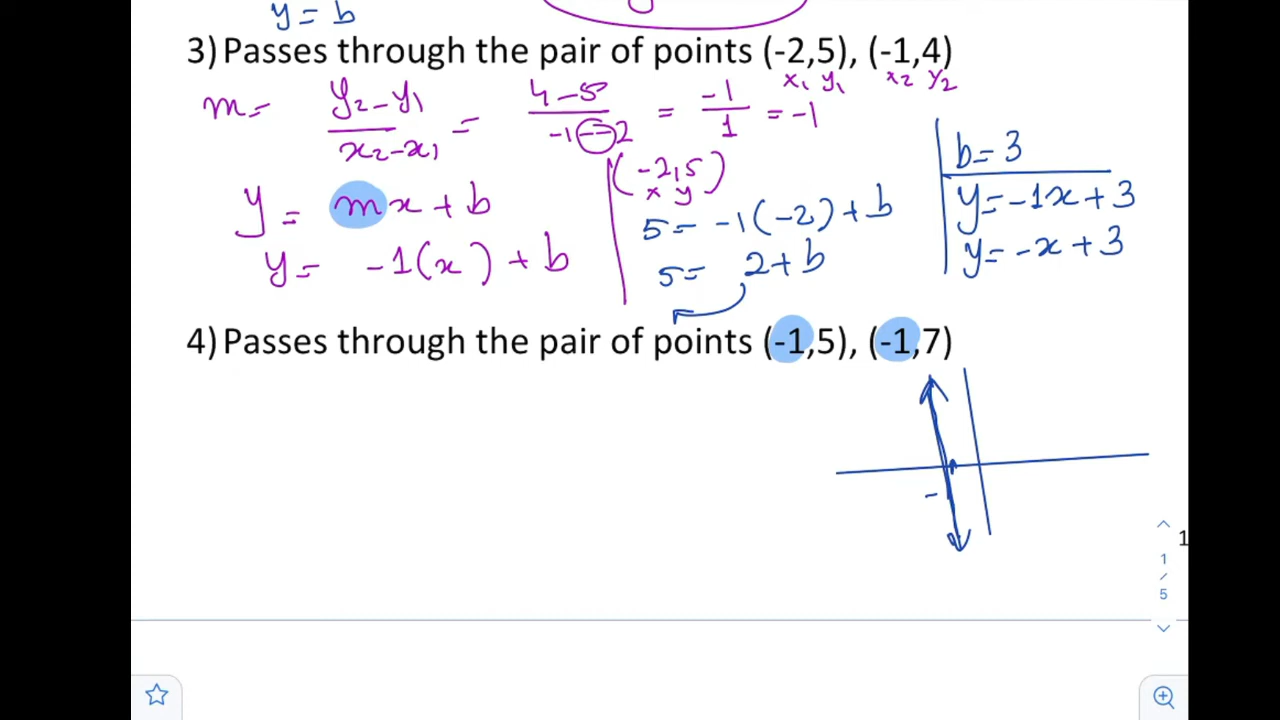 y = b
3) Passes through the pair of points (-2,5), (-1,4)
x₁ y₁ x₂ y₂
m = y₂ - y₁ / x₂ - x₁ = 4 - 5 / -1 - -2 = -1 / 1 = -1
y = mx + b
y = -1(x) + b
(-2,5)
x y
5 = -1(-2) + b
5 = 2 + b
b = 3
y = -1x + 3
y = -x + 3
4) Passes through the pair of points (-1,5), (-1,7)
-
1
/
5
1